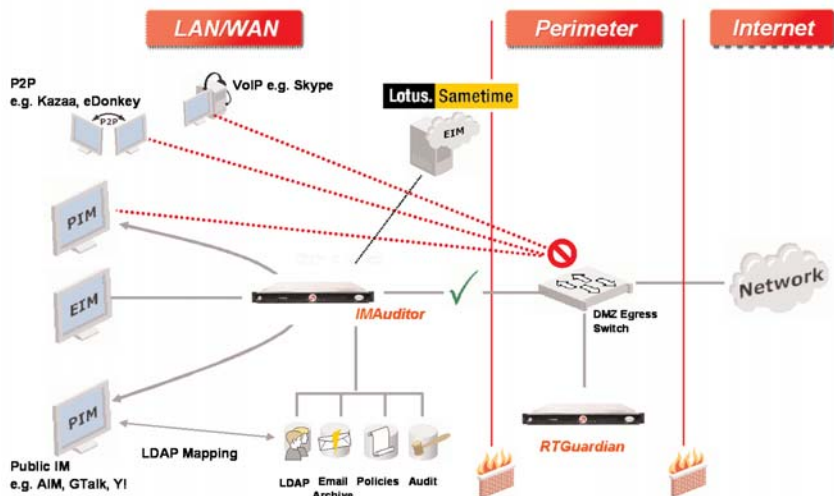 LAN/WAN
Perimeter
Internet
P2P
e.g. Kazaa, eDonkey
P2P
VoIP e.g. Skype
Lotus. Sametime
EIM
PIM
EIM
IMAuditor
DMZ Egress
Switch
Network
PIM
LDAP Mapping
RTGuardian
Public IM
e.g. AIM, GTalk, Y!
LDAP
Email
Archive
Policies
Audit